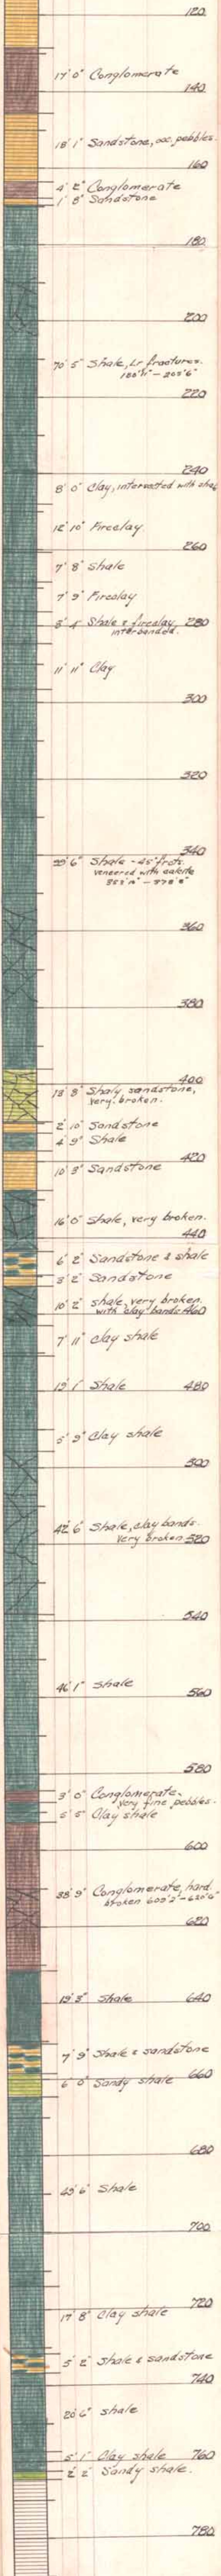 120
17' 0" Conglomerate
140
18' 1" Sandstone, occ. pebbles.
160
4' 2" Conglomerate
1' 8" Sandstone
180
200
70' 5" Shale, Lt fractures.
180' 11" - 205' 6"
220
240
8' 0" Clay, intersected with shale
12' 10" Fireclay
260
7' 8" Shale
7' 9" Fireclay
3' 4" Shale & fireclay, 280
interbanded.
11' 11" Clay
300
320
340
99' 6" Shale - 45° frcts.
veneered with calcite
360
380
400
13' 8" Shaly sandstone,
very broken.
2' 10" Sandstone
4' 9" Shale
420
10' 3" Sandstone
16' 0" Shale, very broken.
440
6' 2" Sandstone & shale
3' 2" Sandstone
10' 2" shale, very broken
with clay bands 460
7' 11" clay shale
13' 1" Shale 480
5' 9" Clay shale
500
42' 6" Shale, clay bands.
Very broken 520
540
46' 1" Shale
560
580
3' 0" Conglomerate,
very fine pebbles.
5' 5" Clay shale
600
38' 9" Conglomerate, hard.
broken 609' 2" - 620' 6"
620
19' 3" Shale 640
7' 9" Shale & sandstone
660
6' 0" Sandy shale
680
49' 6" Shale
700
720
17' 8" Clay shale
5' 2" Shale & sandstone
740
20' 6" shale
5' 1" Clay shale 760
2' 2" Sandy shale.
780